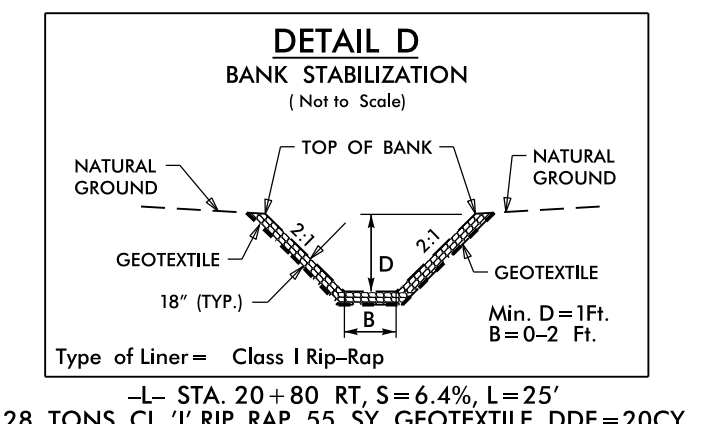 DETAIL D
BANK STABILIZATION
(Not to Scale)
TOP OF BANK
NATURAL
GROUND
NATURAL
GROUND
2:1
2:1
GEOTEXTILE
D
GEOTEXTILE
18" (TYP.)
B
Min. D=1Ft.
B=0–2 Ft.
Type of Liner= Class I Rip–Rap
–L– STA. 20+80 RT, S=6.4%, L=25'
28 TONS CL 'I' RIP RAP, 55 SY GEOTEXTILE, DDE=20CY